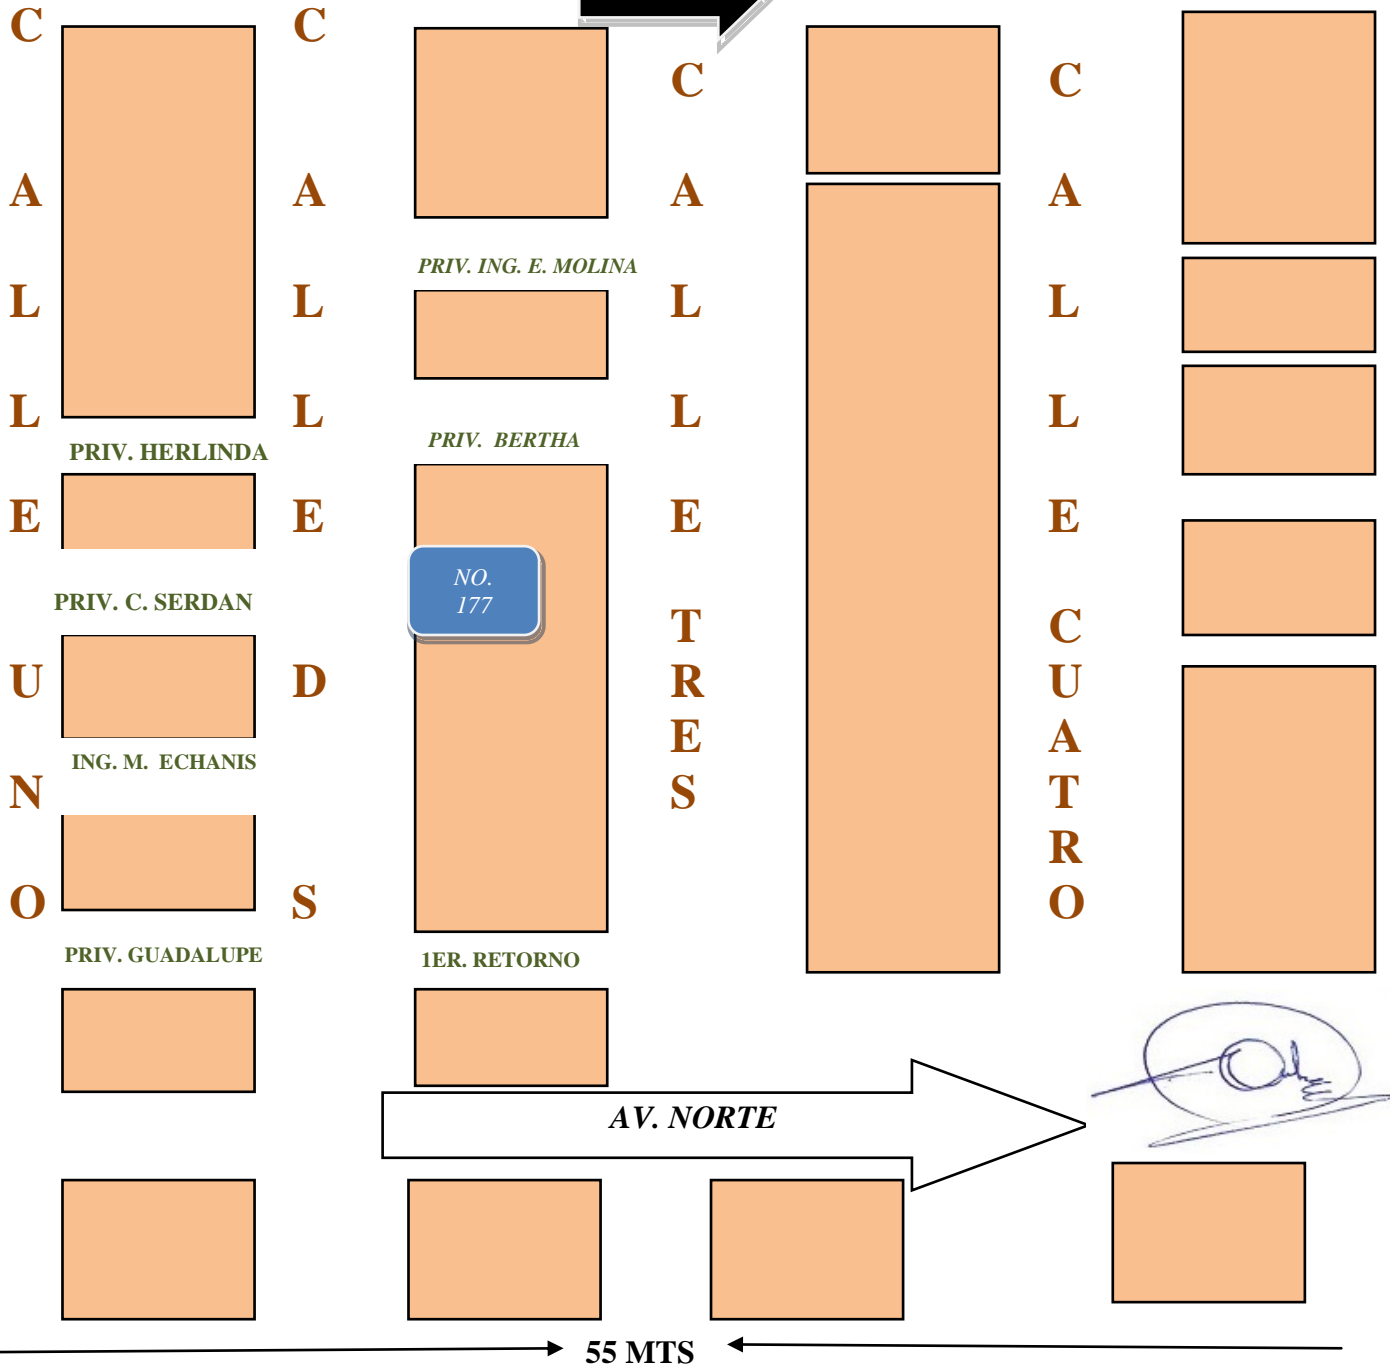 CALLE UNO
CALLE D S
CALLE TRES
CALLE CUATRO
PRIV. ING. E. MOLINA
PRIV. HERLINDA
PRIV. BERTHA
NO.
177
PRIV. C. SERDAN
ING. M. ECHANIS
PRIV. GUADALUPE
1ER. RETORNO
AV. NORTE
55 MTS